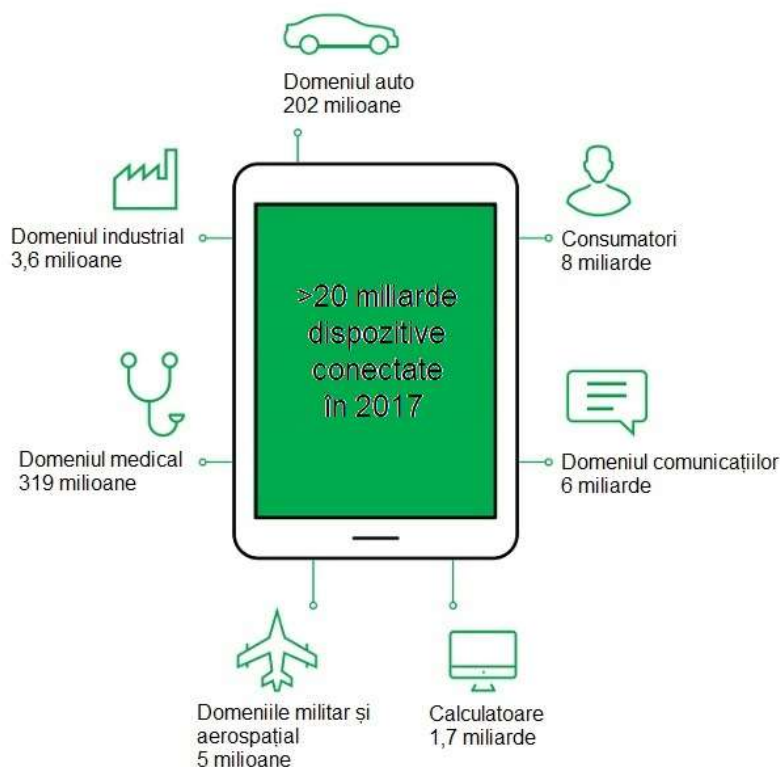 Domeniul auto
202 milioane
Domeniul industrial
3,6 milioane
Consumatori
8 miliarde
>20 miliarde
dispozitive
conectate
în 2017
Domeniul medical
319 milioane
Domeniul comunicațiilor
6 miliarde
Domeniile militar și
aerospațial
5 milioane
Calculatoare
1,7 miliarde